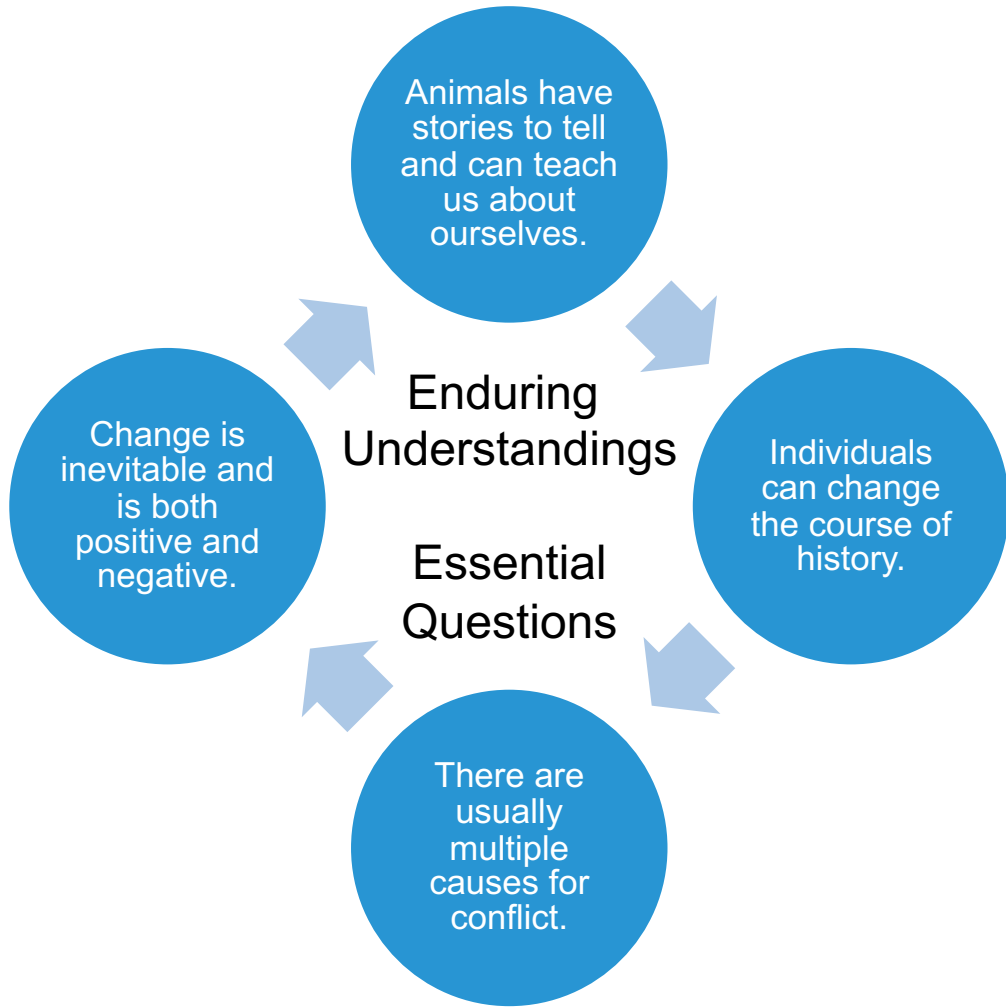 Animals have
stories to tell
and can teach
us about
ourselves.
Enduring
Understandings
Change is
inevitable and
is both
positive and
negative.
Individuals
can change
the course of
history.
Essential
Questions
There are
usually
multiple
causes for
conflict.